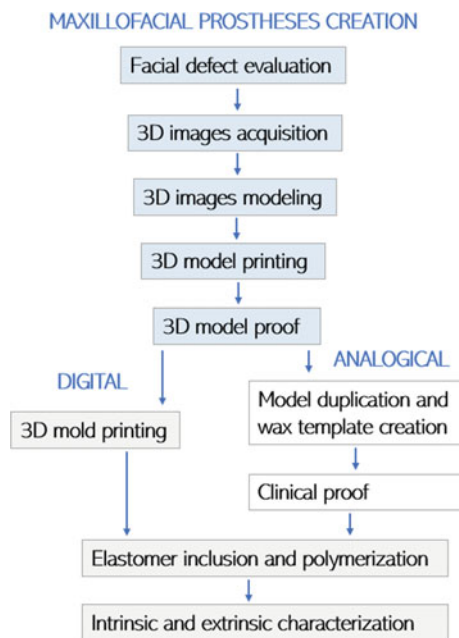 MAXILLOFACIAL PROSTHESES CREATION
Facial defect evaluation
3D images acquisition
3D images modeling
3D model printing
3D model proof
DIGITAL
3D mold printing
ANALOGICAL
Model duplication and
wax template creation
Clinical proof
Elastomer inclusion and polymerization
Intrinsic and extrinsic characterization